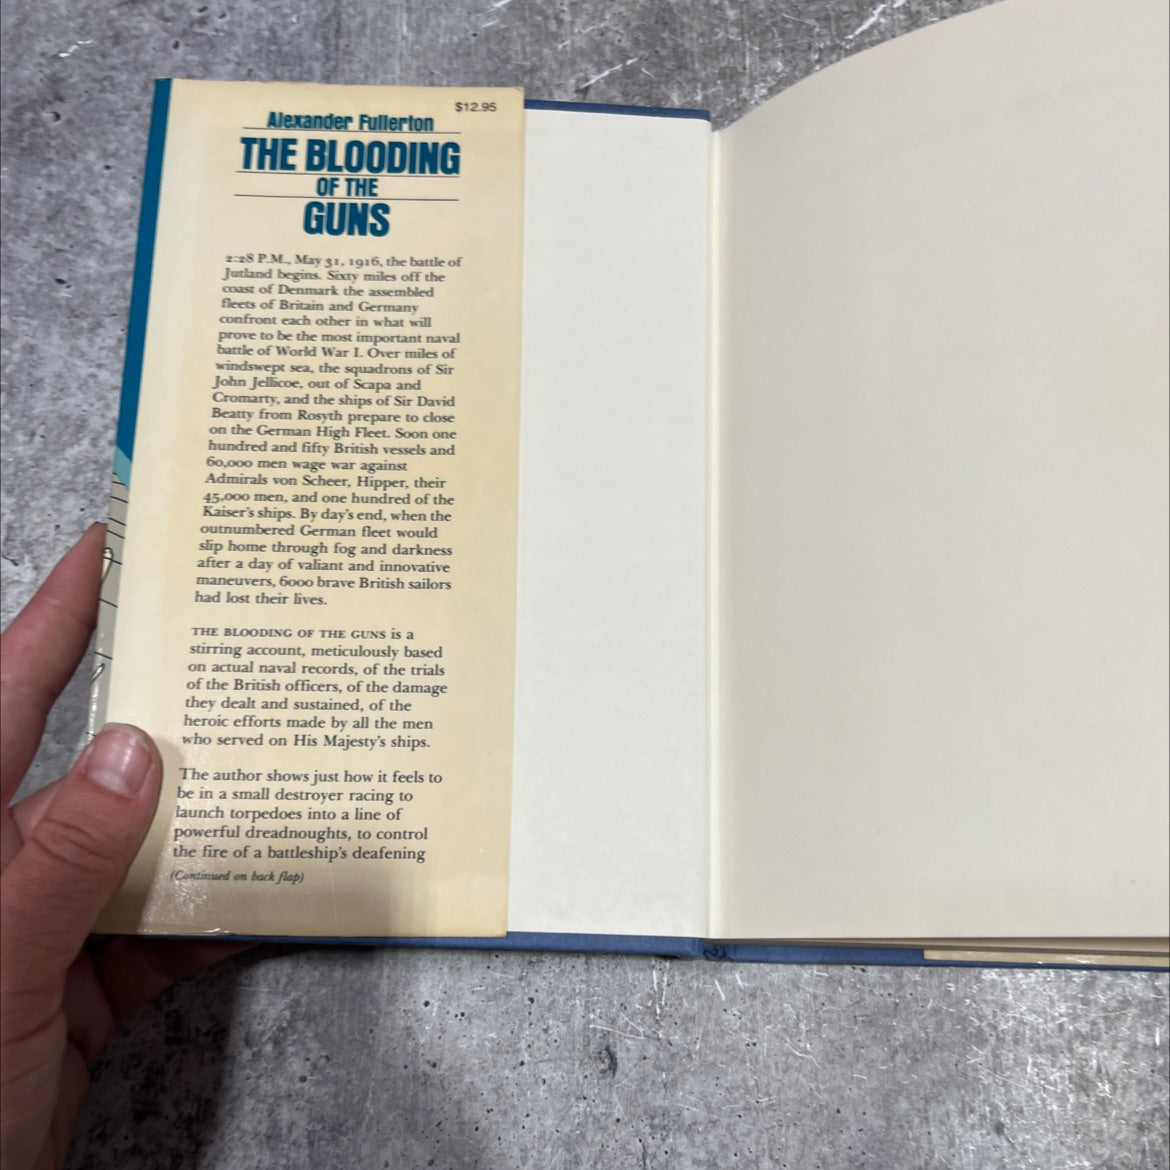 $12.95
Alexander Fullerton
THE BLOODING
OF THE
GUNS
2:28 P.M., May 31, 1916, the battle of
Jutland begins. Sixty miles off the
coast of Denmark the assembled
fleets of Britain and Germany
confront each other in what will
prove to be the most important naval
battle of World War I. Over miles of
windswept sea, the squadrons of Sir
John Jellicoe, out of Scapa and
Cromarty, and the ships of Sir David
Beatty from Rosyth prepare to close
on the German High Fleet. Soon one
hundred and fifty British vessels and
60,000 men wage war against
Admirals von Scheer, Hipper, their
45,000 men, and one hundred of the
Kaiser's ships. By day's end, when the
outnumbered German fleet would
slip home through fog and darkness
after a day of valiant and innovative
maneuvers, 6000 brave British sailors
had lost their lives.
THE BLOODING OF THE GUNS is a
stirring account, meticulously based
on actual naval records, of the trials
of the British officers, of the damage
they dealt and sustained, of the
heroic efforts made by all the men
who served on His Majesty's ships.
The author shows just how it feels to
be in a small destroyer racing to
launch torpedoes into a line of
powerful dreadnoughts, to control
the fire of a battleship's deafening
(Continued on back flap)